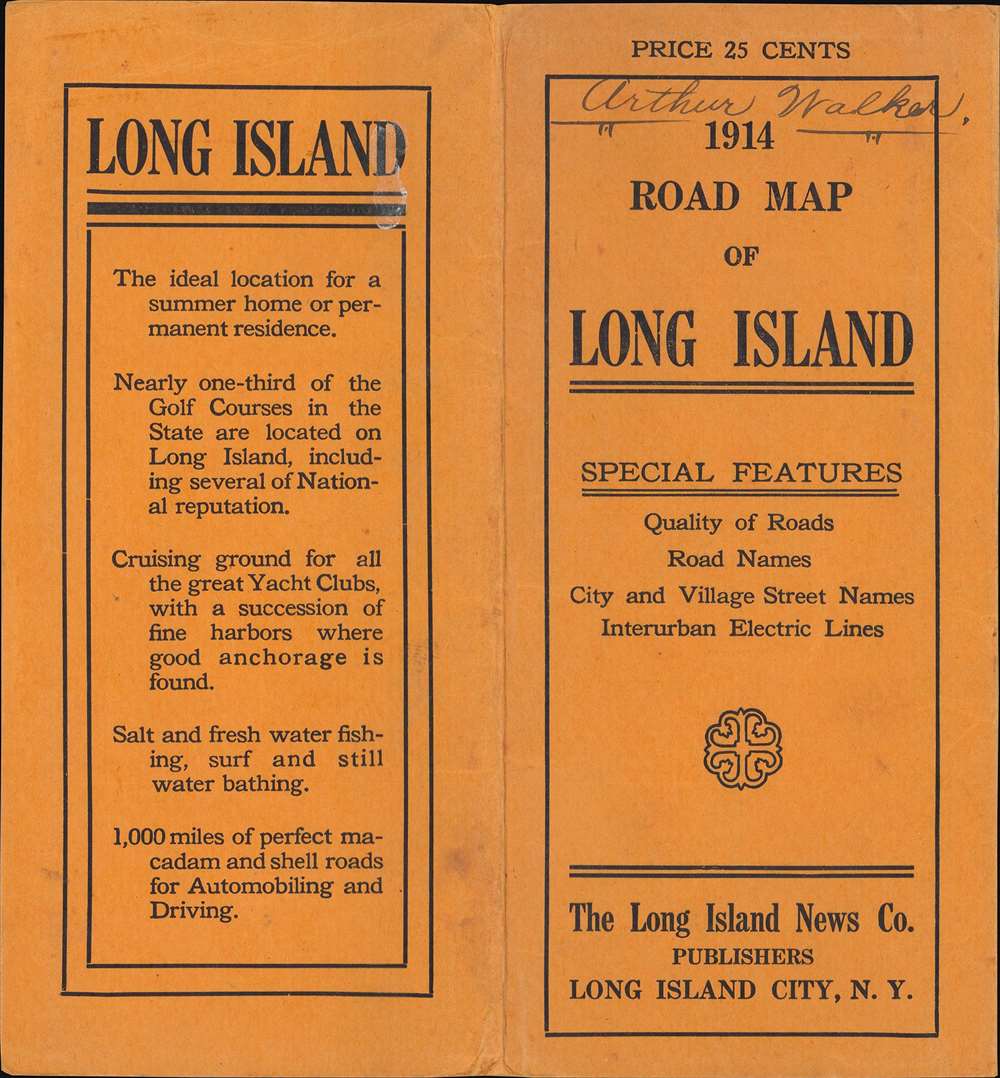 LONG ISLAND
The ideal location for a
summer home or per-
manent residence.
Nearly one-third of the
Golf Courses in the
State are located on
Long Island, includ-
ing several of Nation-
al reputation.
Cruising ground for all
the great Yacht Clubs,
with a succession of
fine harbors where
good anchorage is
found.
Salt and fresh water fish-
ing, surf and still
water bathing.
1,000 miles of perfect ma-
cadam and shell roads
for Automobiling and
Driving.
PRICE 25 CENTS
Arthur Walker.
1914
ROAD MAP
OF
LONG ISLAND
SPECIAL FEATURES
Quality of Roads
Road Names
City and Village Street Names
Interurban Electric Lines
The Long Island News Co.
PUBLISHERS
LONG ISLAND CITY, N. Y.